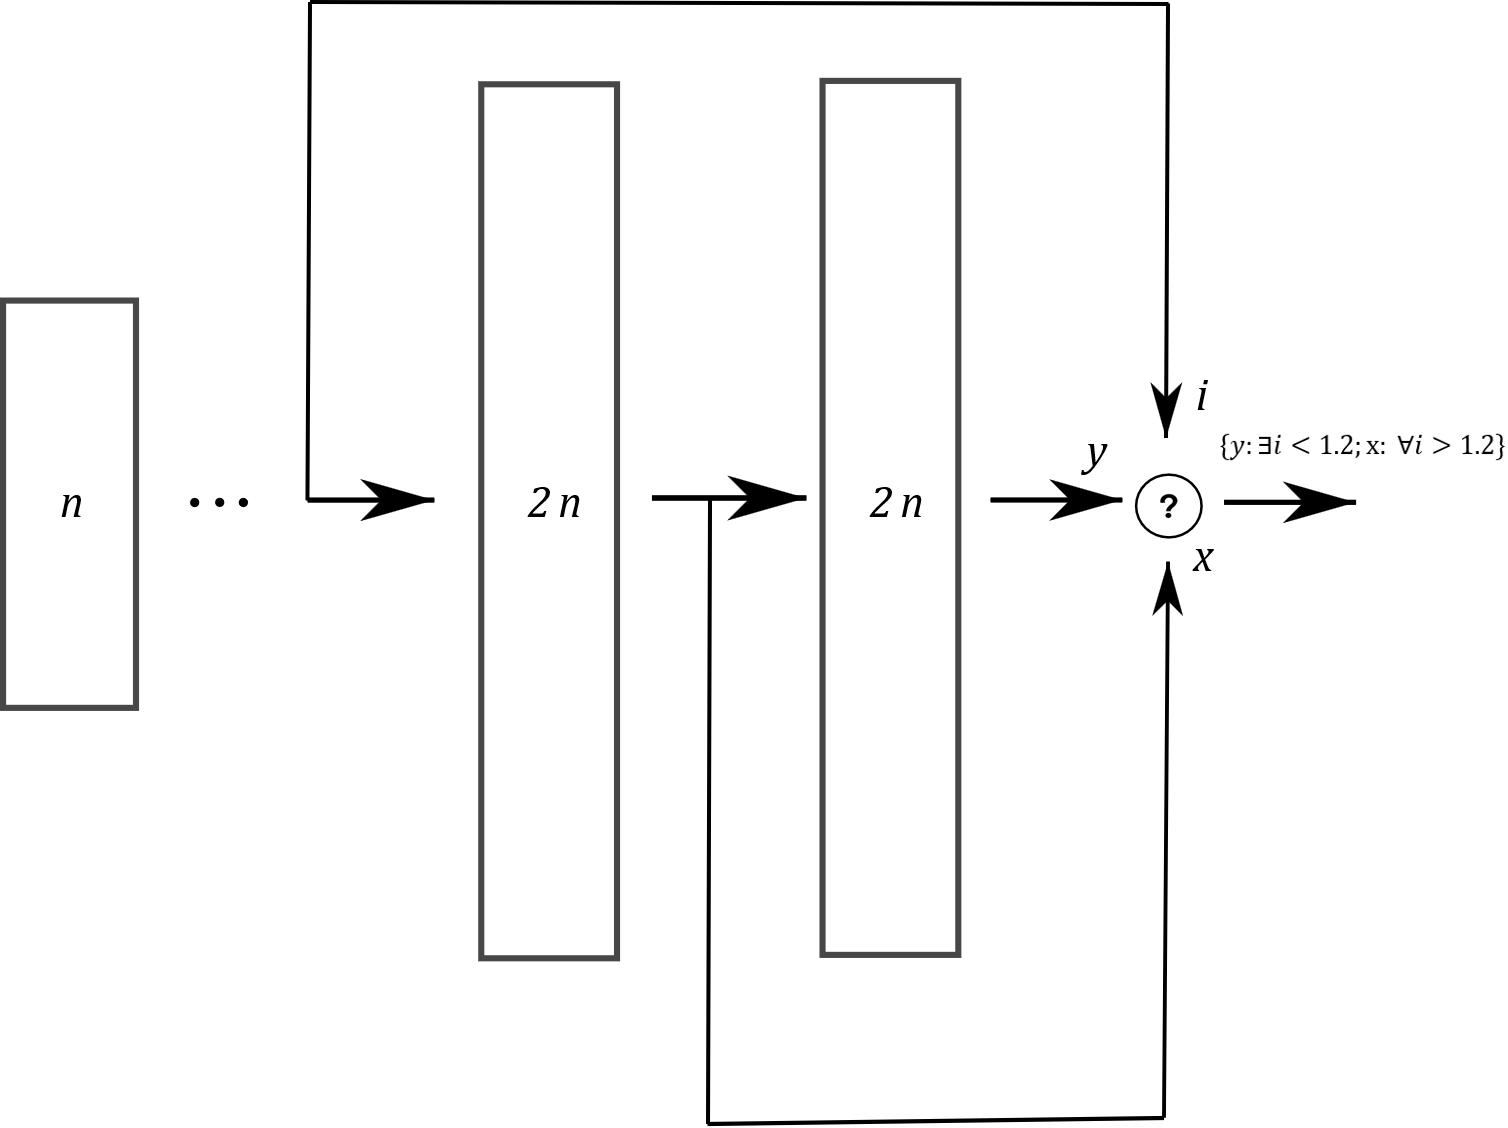 i
{y: ∃i < 1.2; x: ∀i > 1.2}
y
n
...
2 n
2 n
?
x